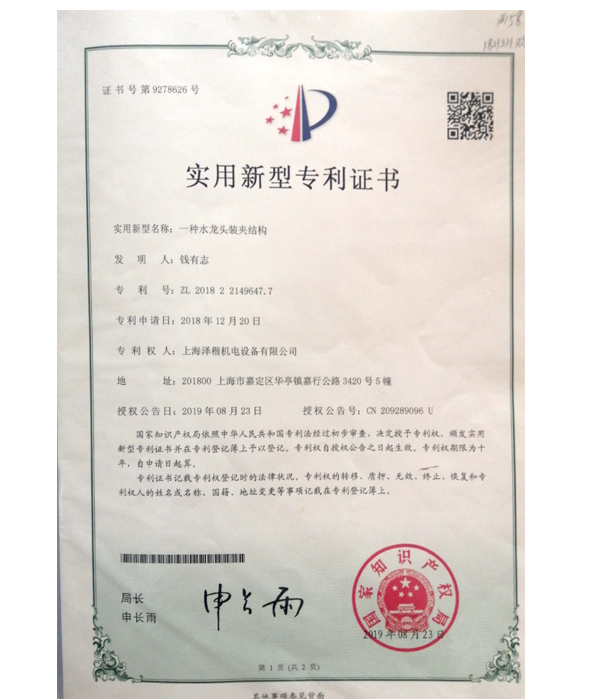 证书号第9278626号
实用新型专利证书
实用新型名称：一种水龙头装夹结构
发明人：钱有志
专利号：ZL 2018 2 2149647.7
专利申请日：2018年12月20日
专利权人：上海泽楷机电设备有限公司
地址：201800 上海市嘉定区华亭镇嘉行公路3420号5幢
授权公告日：2019年08月23日 授权公告号：CN 209289096 U
国家知识产权局依照中华人民共和国专利法经过初步审查，决定授予专利权，颁发实用
新型专利证书并在专利登记簿上予以登记。专利权自授权公告之日起生效。专利权期限为十
年，自申请日起算。
专利证书记载专利权登记时的法律状况。专利权的转移、质押、无效、终止、恢复和专
利权人的姓名或名称、国籍、地址变更等事项记载在专利登记簿上。
局长
申长雨
申长雨
国家知识产权局
2019年08月23日
第1页(共2页)
其他事项参见背面